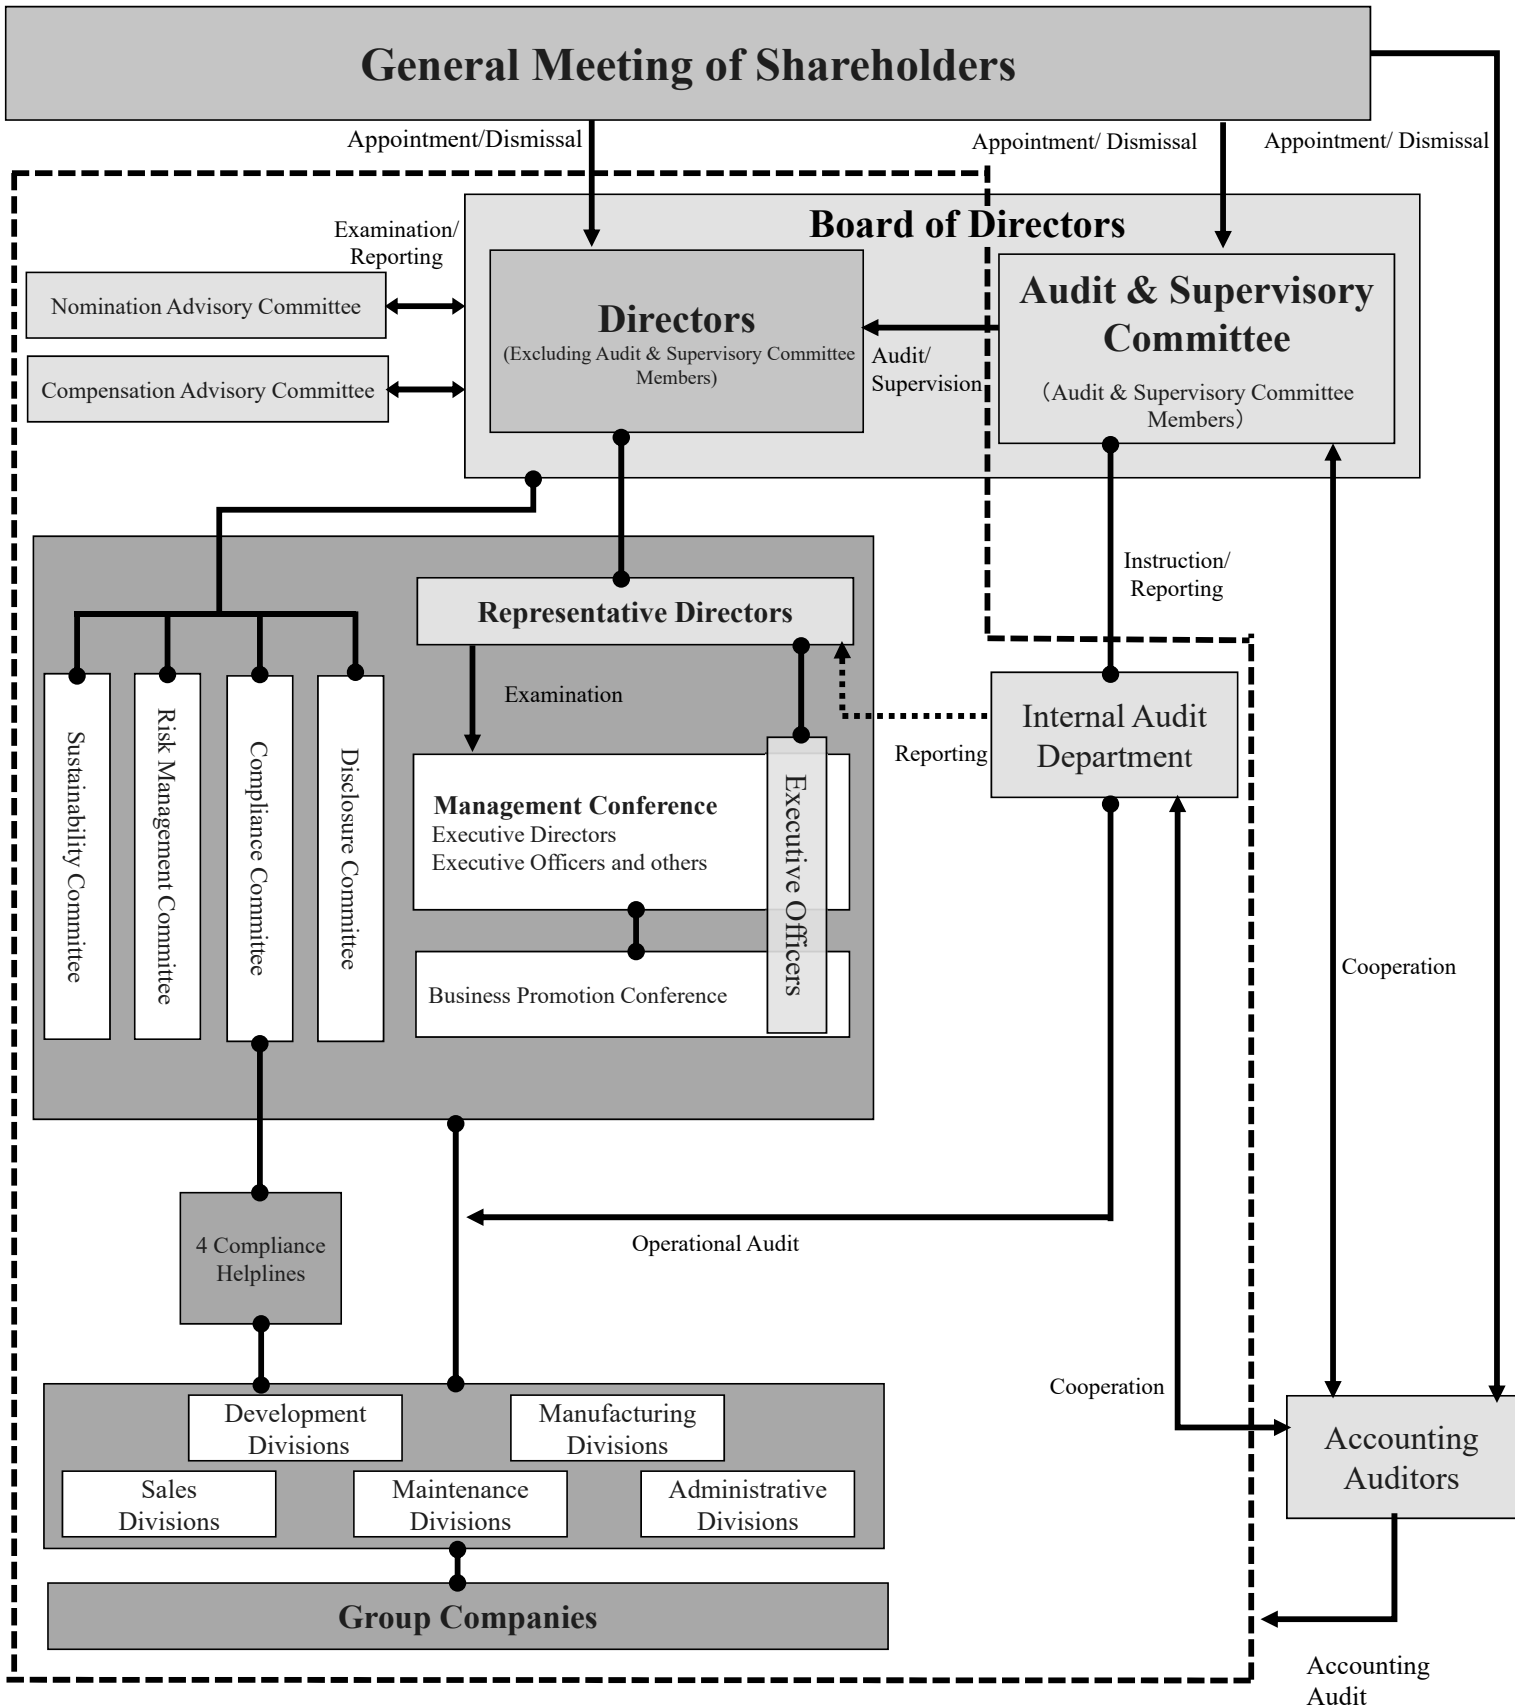 General Meeting of Shareholders
Appointment/Dismissal
Appointment/ Dismissal
Appointment/ Dismissal
Board of Directors
Examination/
Reporting
Nomination Advisory Committee
Compensation Advisory Committee
Directors
(Excluding Audit & Supervisory Committee
Members)
Audit/
Supervision
Audit & Supervisory
Committee
（Audit & Supervisory Committee
Members）
Instruction/
Reporting
Representative Directors
Examination
Reporting
Internal Audit
Department
Sustainability Committee
Risk Management Committee
Compliance Committee
Disclosure Committee
Management Conference
Executive Directors
Executive Officers and others
Executive Officers
Business Promotion Conference
Cooperation
4 Compliance
Helplines
Operational Audit
Cooperation
Development
Divisions
Manufacturing
Divisions
Sales
Divisions
Maintenance
Divisions
Administrative
Divisions
Accounting
Auditors
Group Companies
Accounting
Audit